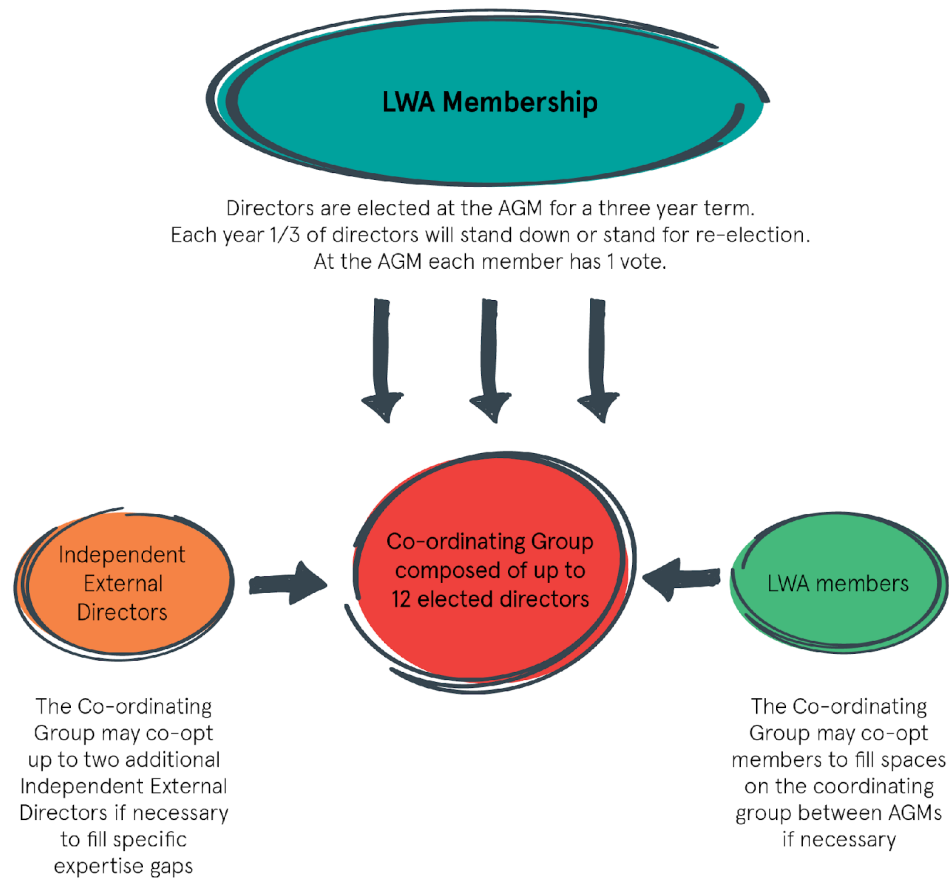 LWA Membership
Directors are elected at the AGM for a three year term.
Each year 1/3 of directors will stand down or stand for re-election.
At the AGM each member has 1 vote.
Independent
External
Directors
Co-ordinating Group
composed of up to
12 elected directors
LWA members
The Co-ordinating
Group may co-opt
up to two additional
Independent External
Directors if necessary
to fill specific
expertise gaps
The Co-ordinating
Group may co-opt
members to fill spaces
on the coordinating
group between AGMs
if necessary